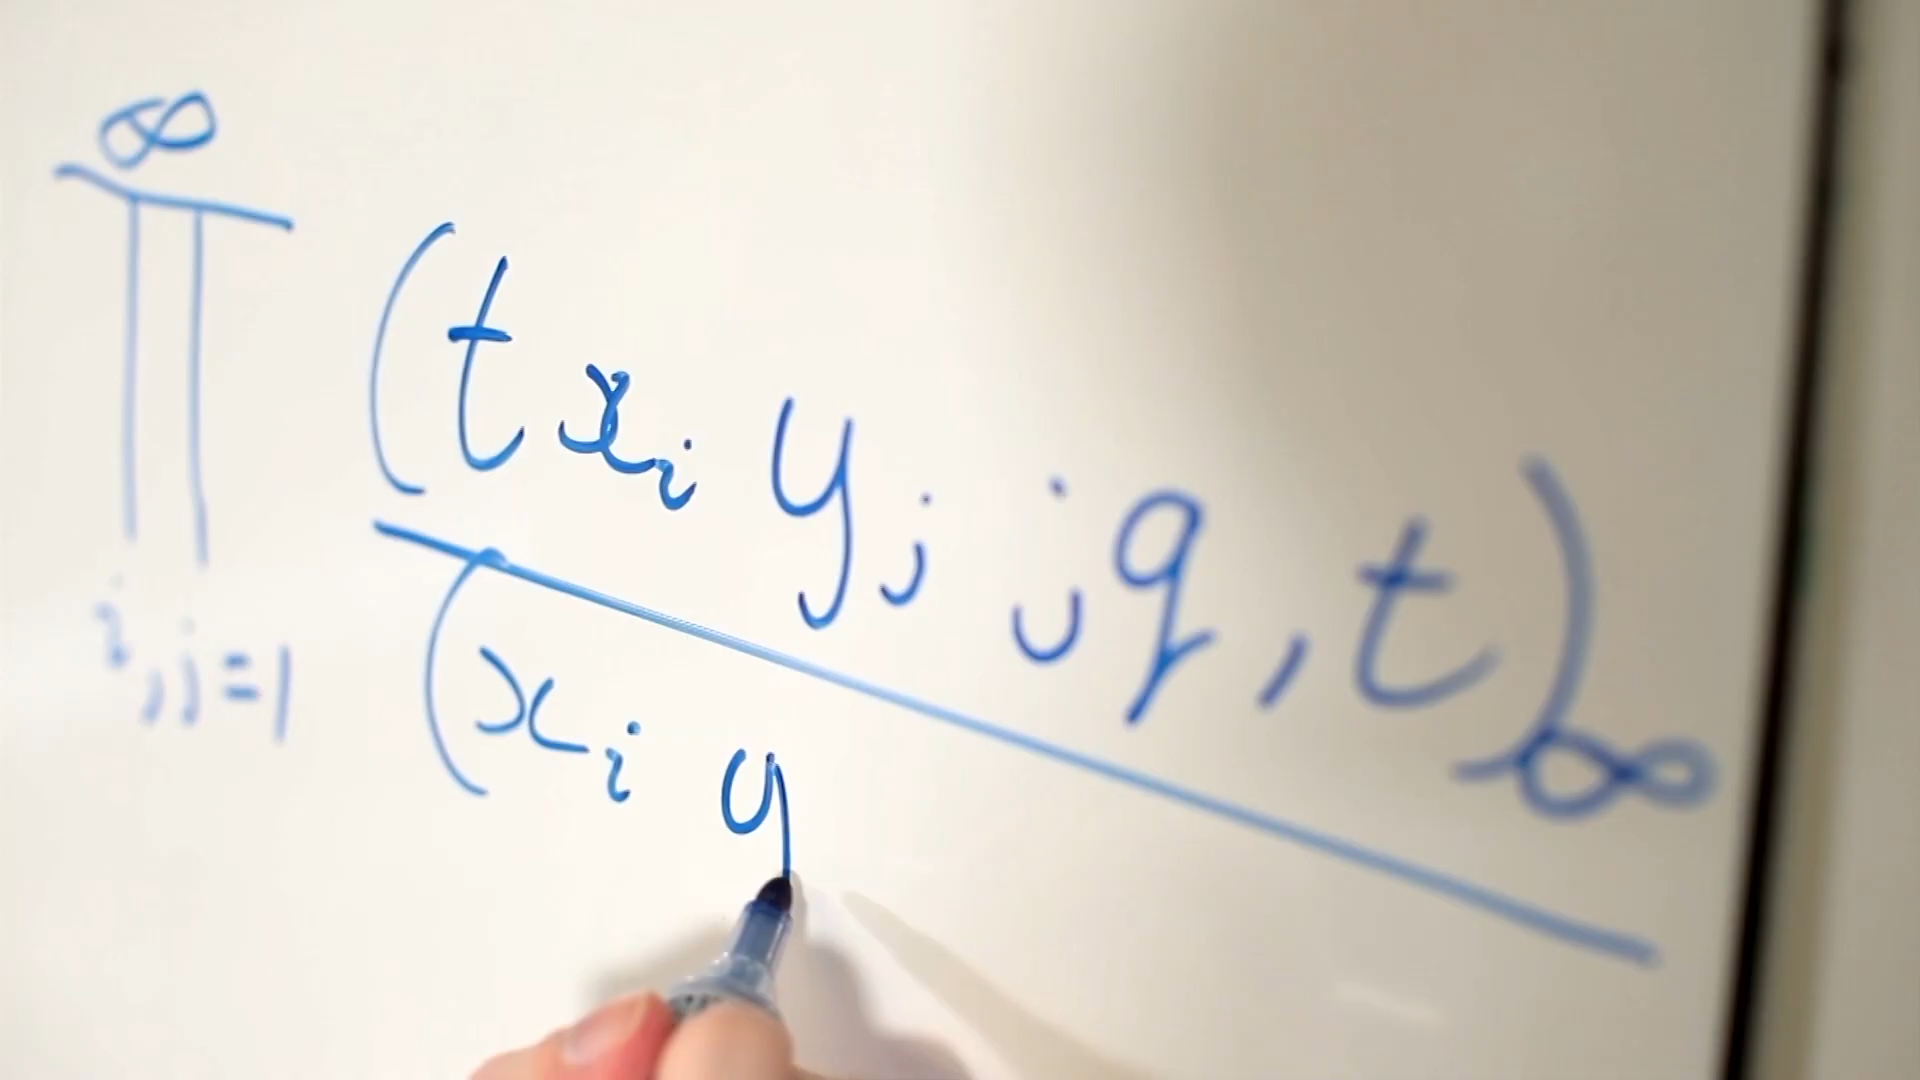 ∞
∏ (t x_i y_j ; q, t)_∞
i, j = 1
(x_i y